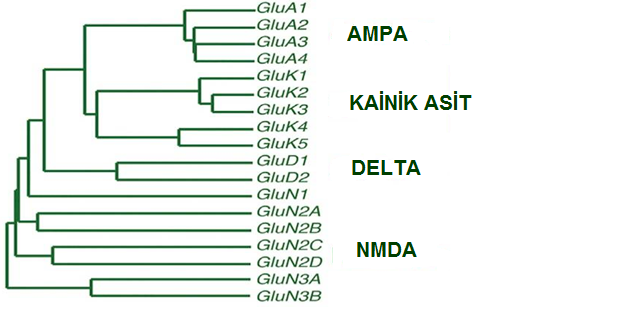 GluA1
GluA2
GluA3
GluA4
AMPA
GluK1
GluK2
GluK3
GluK4
GluK5
KAİNİK ASİT
GluD1
GluD2
DELTA
GluN1
GluN2A
GluN2B
GluN2C
GluN2D
GluN3A
GluN3B
NMDA